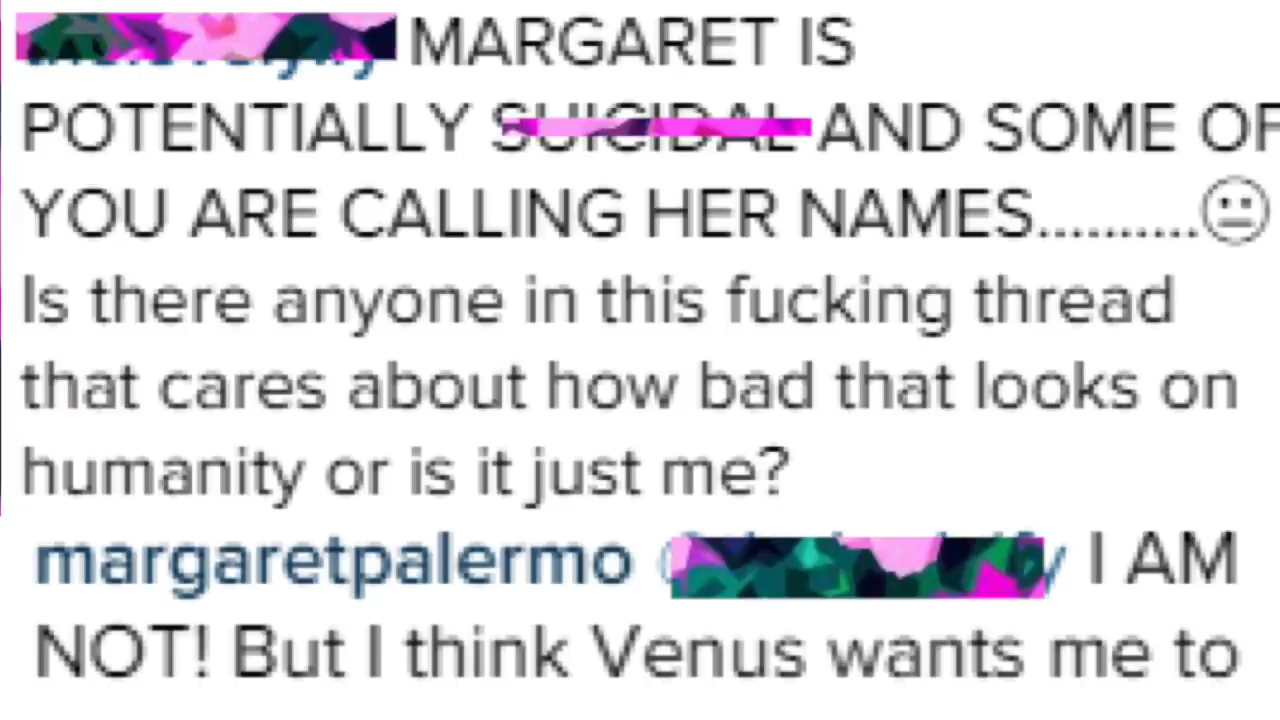 MARGARET IS
POTENTIALLY SUICIDAL AND SOME OF
YOU ARE CALLING HER NAMES..........😐
Is there anyone in this fucking thread
that cares about how bad that looks on
humanity or is it just me?
margaretpalermo I AM
NOT! But I think Venus wants me to